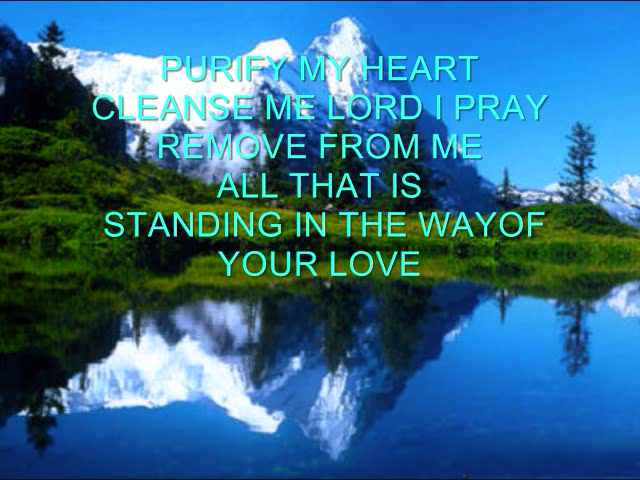 PURIFY MY HEART
CLEANSE ME LORD I PRAY
REMOVE FROM ME
ALL THAT IS
STANDING IN THE WAYOF
YOUR LOVE